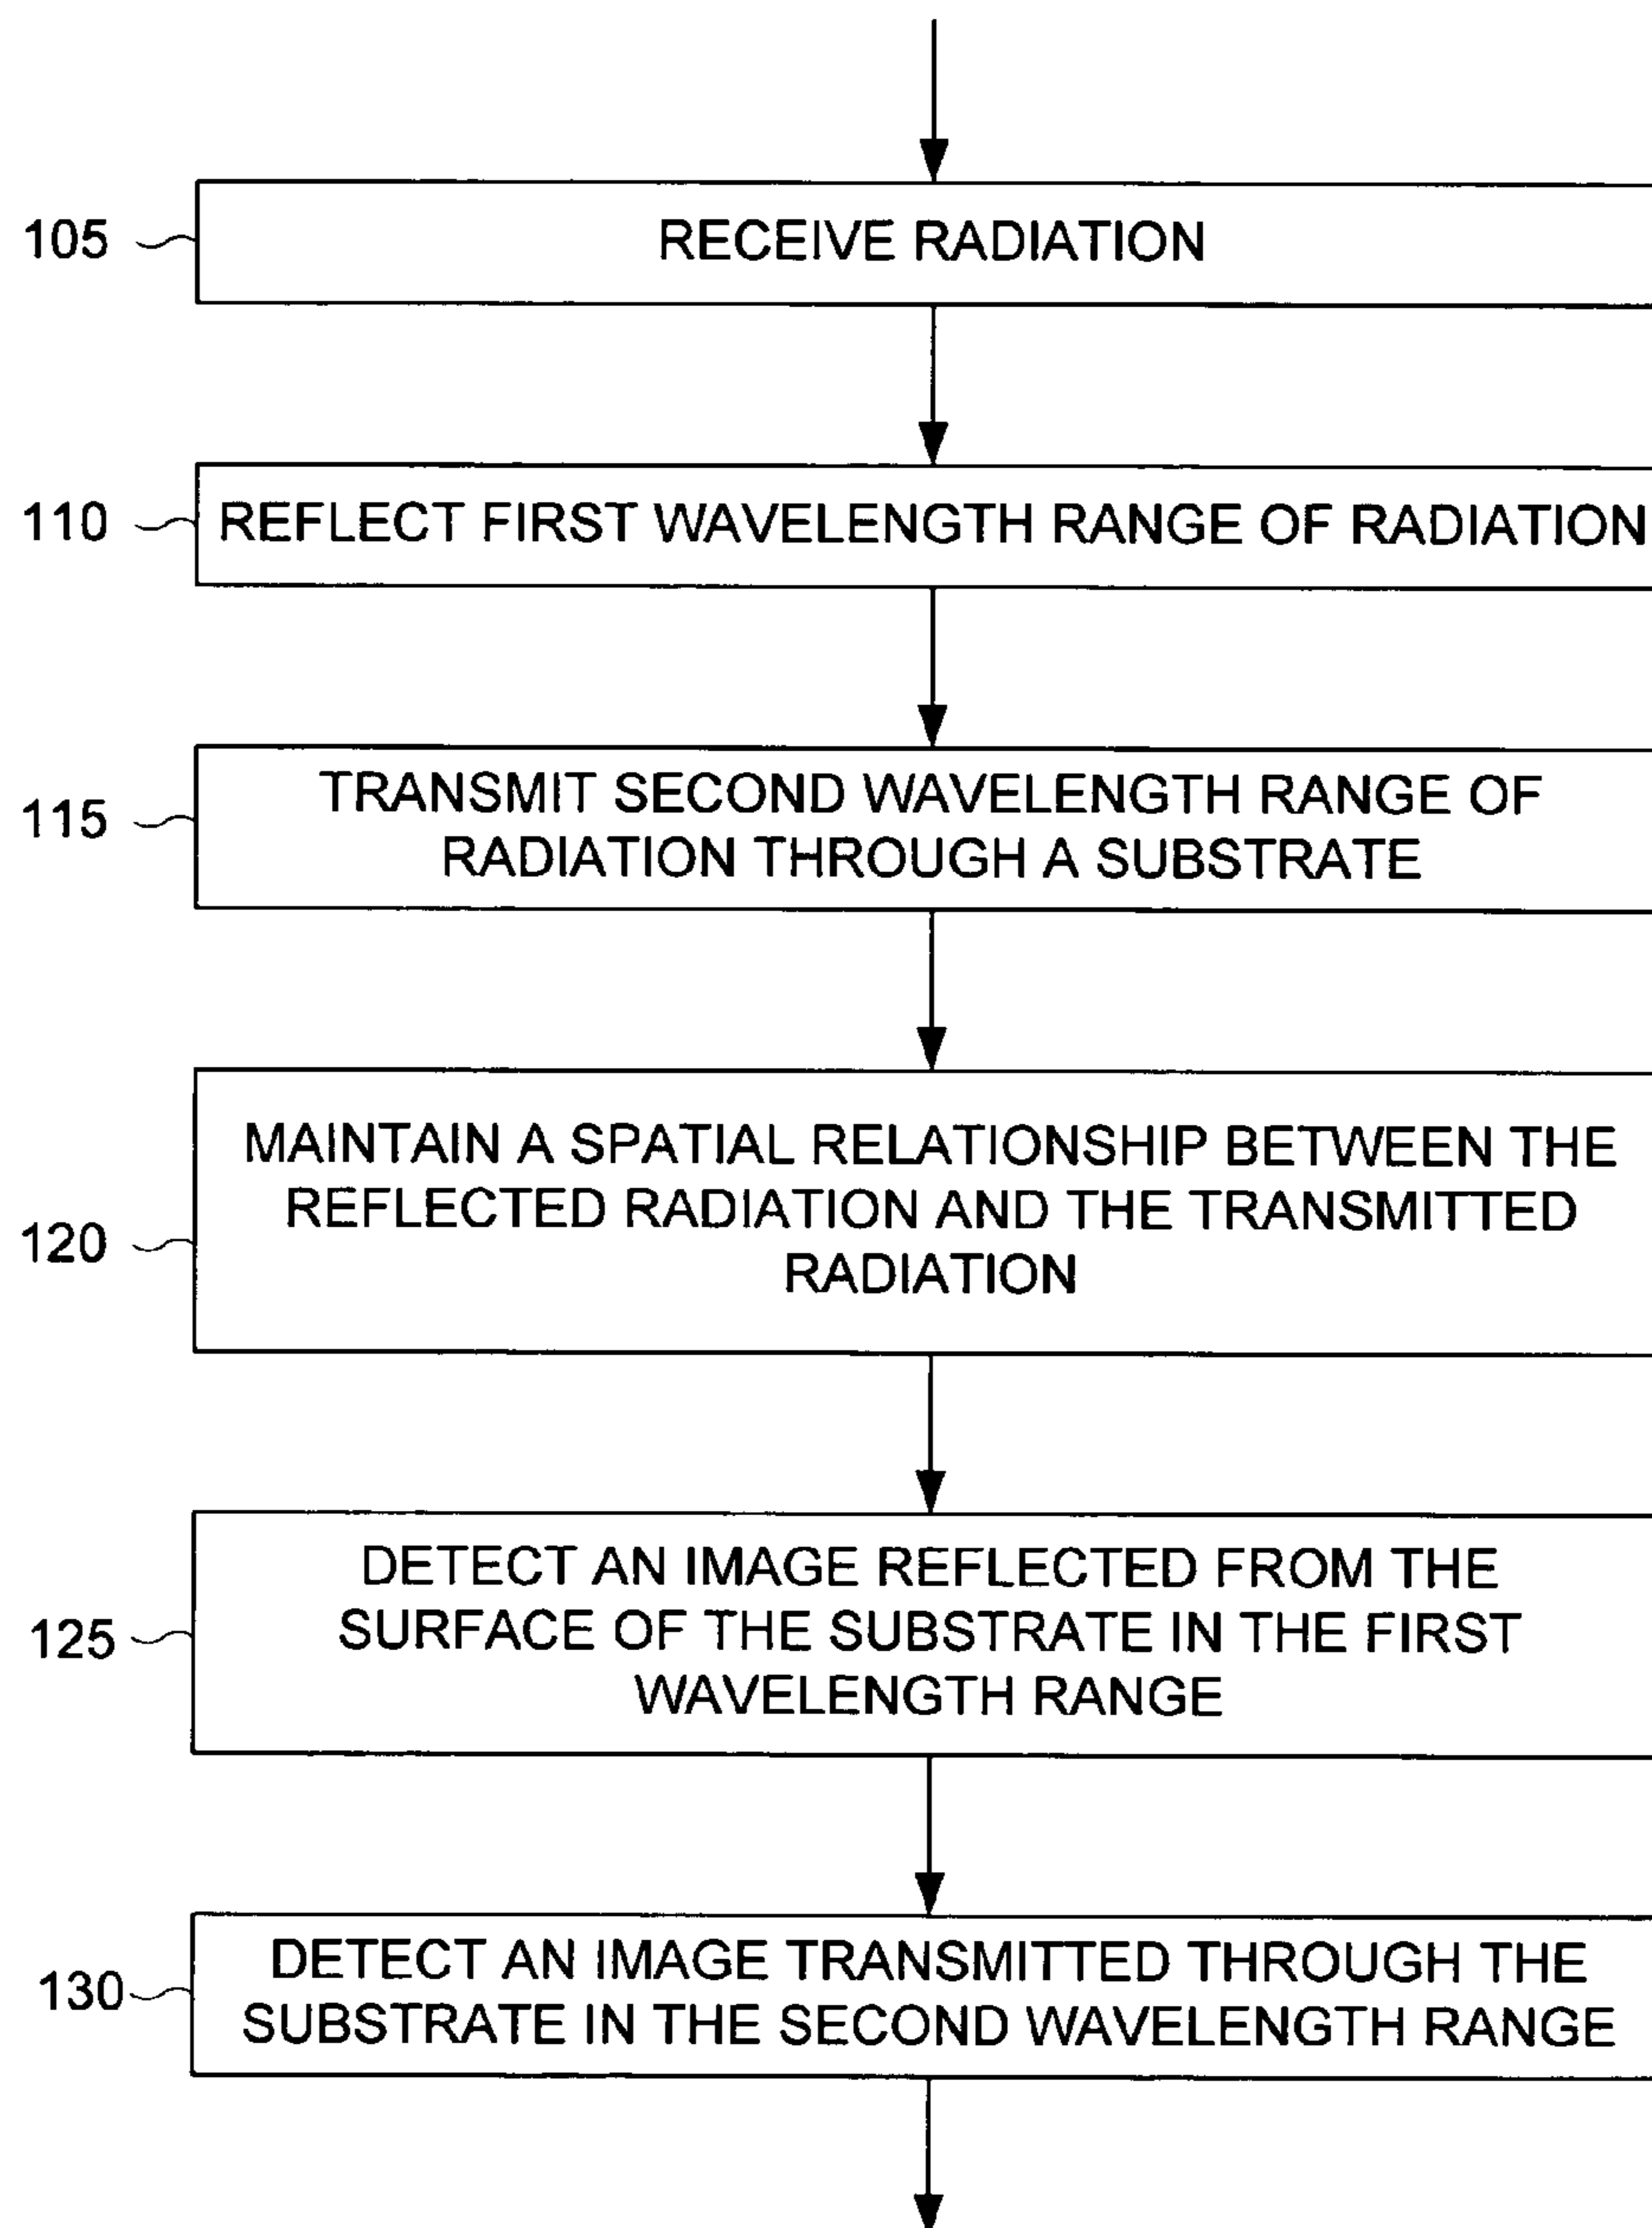 105
RECEIVE RADIATION
110
REFLECT FIRST WAVELENGTH RANGE OF RADIATION
115
TRANSMIT SECOND WAVELENGTH RANGE OF
RADIATION THROUGH A SUBSTRATE
120
MAINTAIN A SPATIAL RELATIONSHIP BETWEEN THE
REFLECTED RADIATION AND THE TRANSMITTED
RADIATION
125
DETECT AN IMAGE REFLECTED FROM THE
SURFACE OF THE SUBSTRATE IN THE FIRST
WAVELENGTH RANGE
130
DETECT AN IMAGE TRANSMITTED THROUGH THE
SUBSTRATE IN THE SECOND WAVELENGTH RANGE